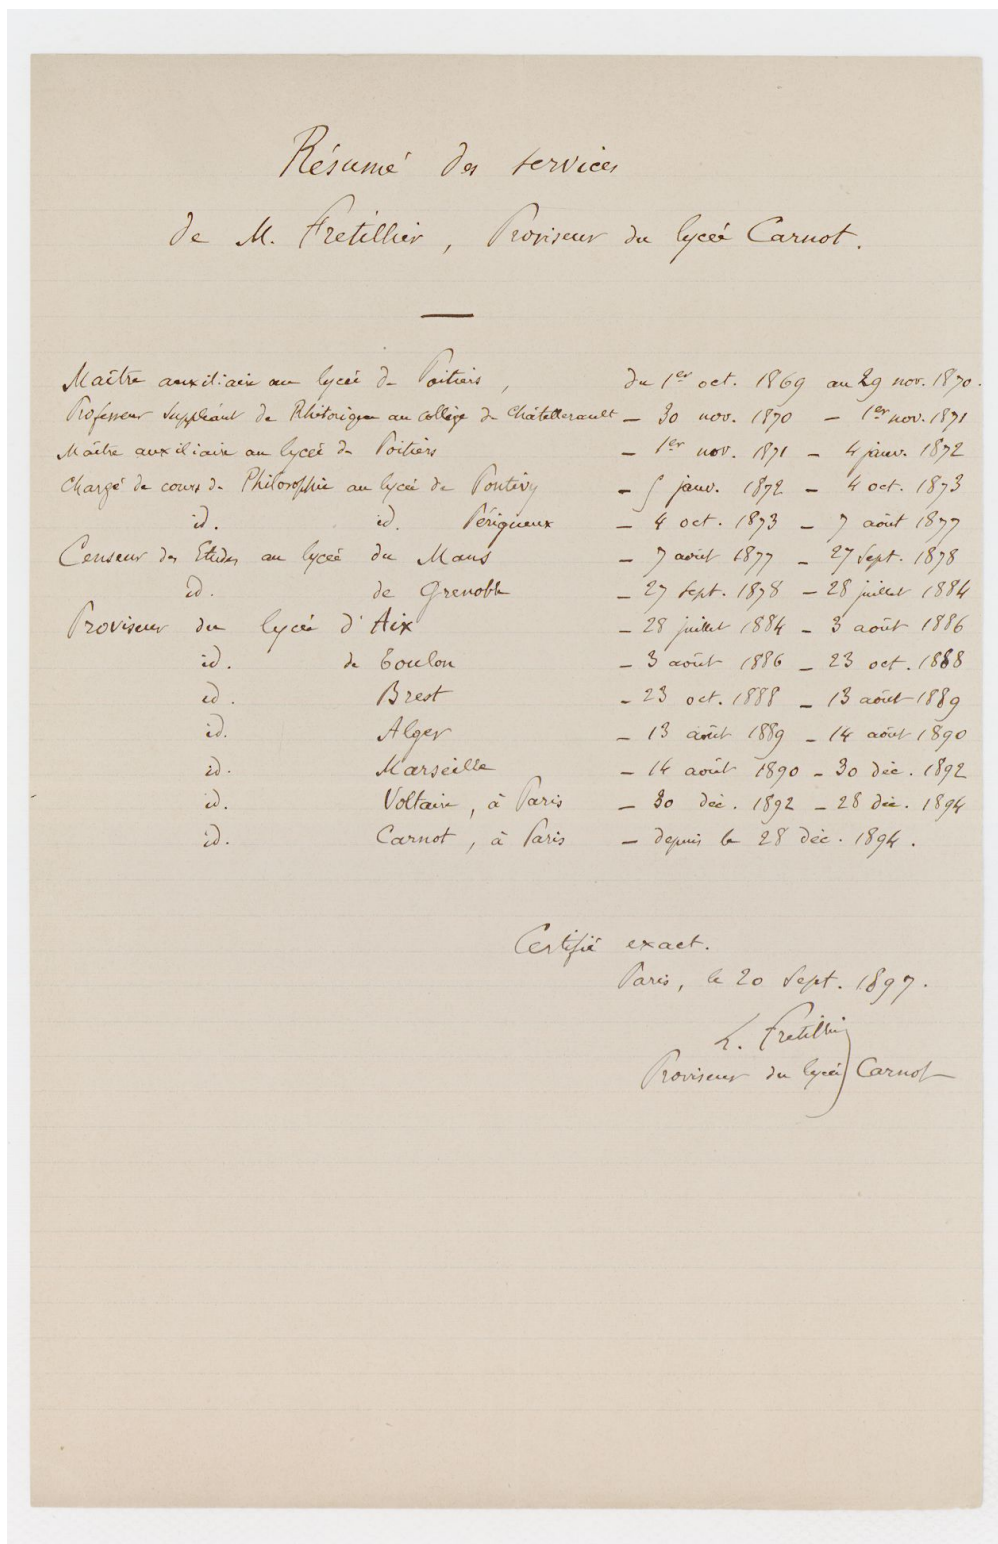 Résumé des services
de M. Fretillier, Proviseur du lycée Carnot.
Maître auxiliaire au lycée de Poitiers, du 1er oct. 1869 au 29 nov. 1870.
Professeur suppléant de Rhétorique au collège de Châtellerault – 30 nov. 1870 – 1er nov. 1871
Maître auxiliaire au lycée de Poitiers – 1er nov. 1871 – 4 janv. 1872
Chargé de cours de Philosophie au lycée de Pontivy – 5 janv. 1872 – 4 oct. 1873
id. id. Périgueux – 4 oct. 1873 – 7 août 1877
Censeur des Etudes au lycée du Mans – 7 août 1877 – 27 Sept. 1878
id. de Grenoble – 27 Sept. 1878 – 28 juillet 1884
Proviseur du lycée d'Aix – 28 juillet 1884 – 3 août 1886
id. de Toulon – 3 août 1886 – 23 oct. 1888
id. Brest – 23 oct. 1888 – 13 août 1889
id. Alger – 13 août 1889 – 14 août 1890
id. Marseille – 14 août 1890 – 30 déc. 1892
id. Voltaire, à Paris – 30 déc. 1892 – 28 déc. 1894
id. Carnot, à Paris – depuis le 28 déc. 1894.
Certifié exact.
Paris, le 20 Sept. 1897.
L. Fretillier
Proviseur du lycée Carnot